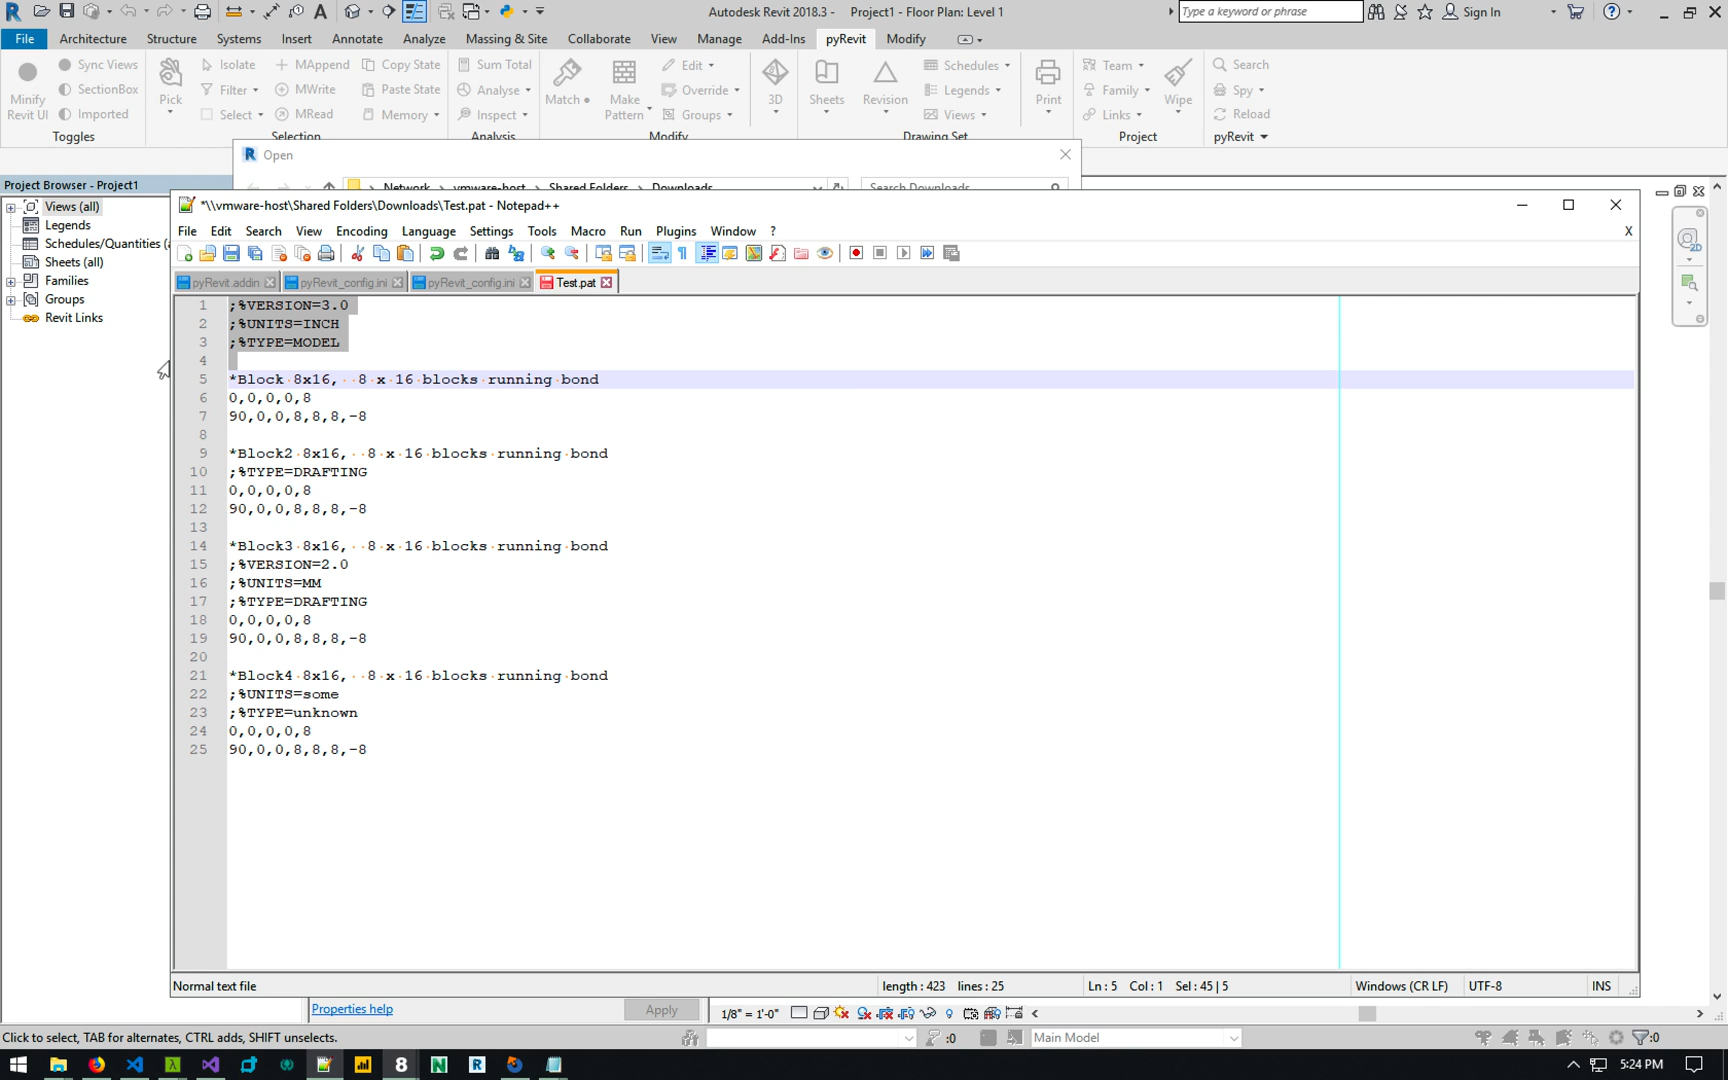 Autodesk Revit 2018.3 - Project1 - Floor Plan: Level 1
Type a keyword or phrase
Sign In
File Architecture Structure Systems Insert Annotate Analyze Massing & Site Collaborate View Manage Add-Ins pyRevit Modify
Minify Revit UI
Sync Views
SectionBox
Imported
Toggles
Pick
Isolate
Filter
Select
MAppend
MWrite
MRead
Copy State
Paste State
Memory
Selection
Sum Total
Analyse
Inspect
Analysis
Match
Make Pattern
Edit
Override
Groups
Modify
3D
Sheets
Revision
Schedules
Legends
Views
Drawing Set
Print
Team
Family
Links
Wipe
Project
Search
Spy
Reload
pyRevit
Open
Network vmware-host Shared Folders Downloads
Search Downloads
Project Browser - Project1
Views (all)
Legends
Schedules/Quantities (a
Sheets (all)
Families
Groups
Revit Links
*\\vmware-host\Shared Folders\Downloads\Test.pat - Notepad++
File Edit Search View Encoding Language Settings Tools Macro Run Plugins Window ? X
pyRevit.addin pyRevit_config.ini pyRevit_config.ini Test.pat
1 ;%VERSION=3.0
2 ;%UNITS=INCH
3 ;%TYPE=MODEL
4
5 *Block 8x16,  8 x 16 blocks running bond
6 0,0,0,0,8
7 90,0,0,8,8,8,-8
8
9 *Block2 8x16,  8 x 16 blocks running bond
10 ;%TYPE=DRAFTING
11 0,0,0,0,8
12 90,0,0,8,8,8,-8
13
14 *Block3 8x16,  8 x 16 blocks running bond
15 ;%VERSION=2.0
16 ;%UNITS=MM
17 ;%TYPE=DRAFTING
18 0,0,0,0,8
19 90,0,0,8,8,8,-8
20
21 *Block4 8x16,  8 x 16 blocks running bond
22 ;%UNITS=some
23 ;%TYPE=unknown
24 0,0,0,0,8
25 90,0,0,8,8,8,-8
Normal text file length : 423 lines : 25 Ln : 5 Col : 1 Sel : 45 | 5 Windows (CR LF) UTF-8 INS
Properties help Apply 1/8" = 1'-0"
Click to select, TAB for alternates, CTRL adds, SHIFT unselects. :0 Main Model :0
5:24 PM